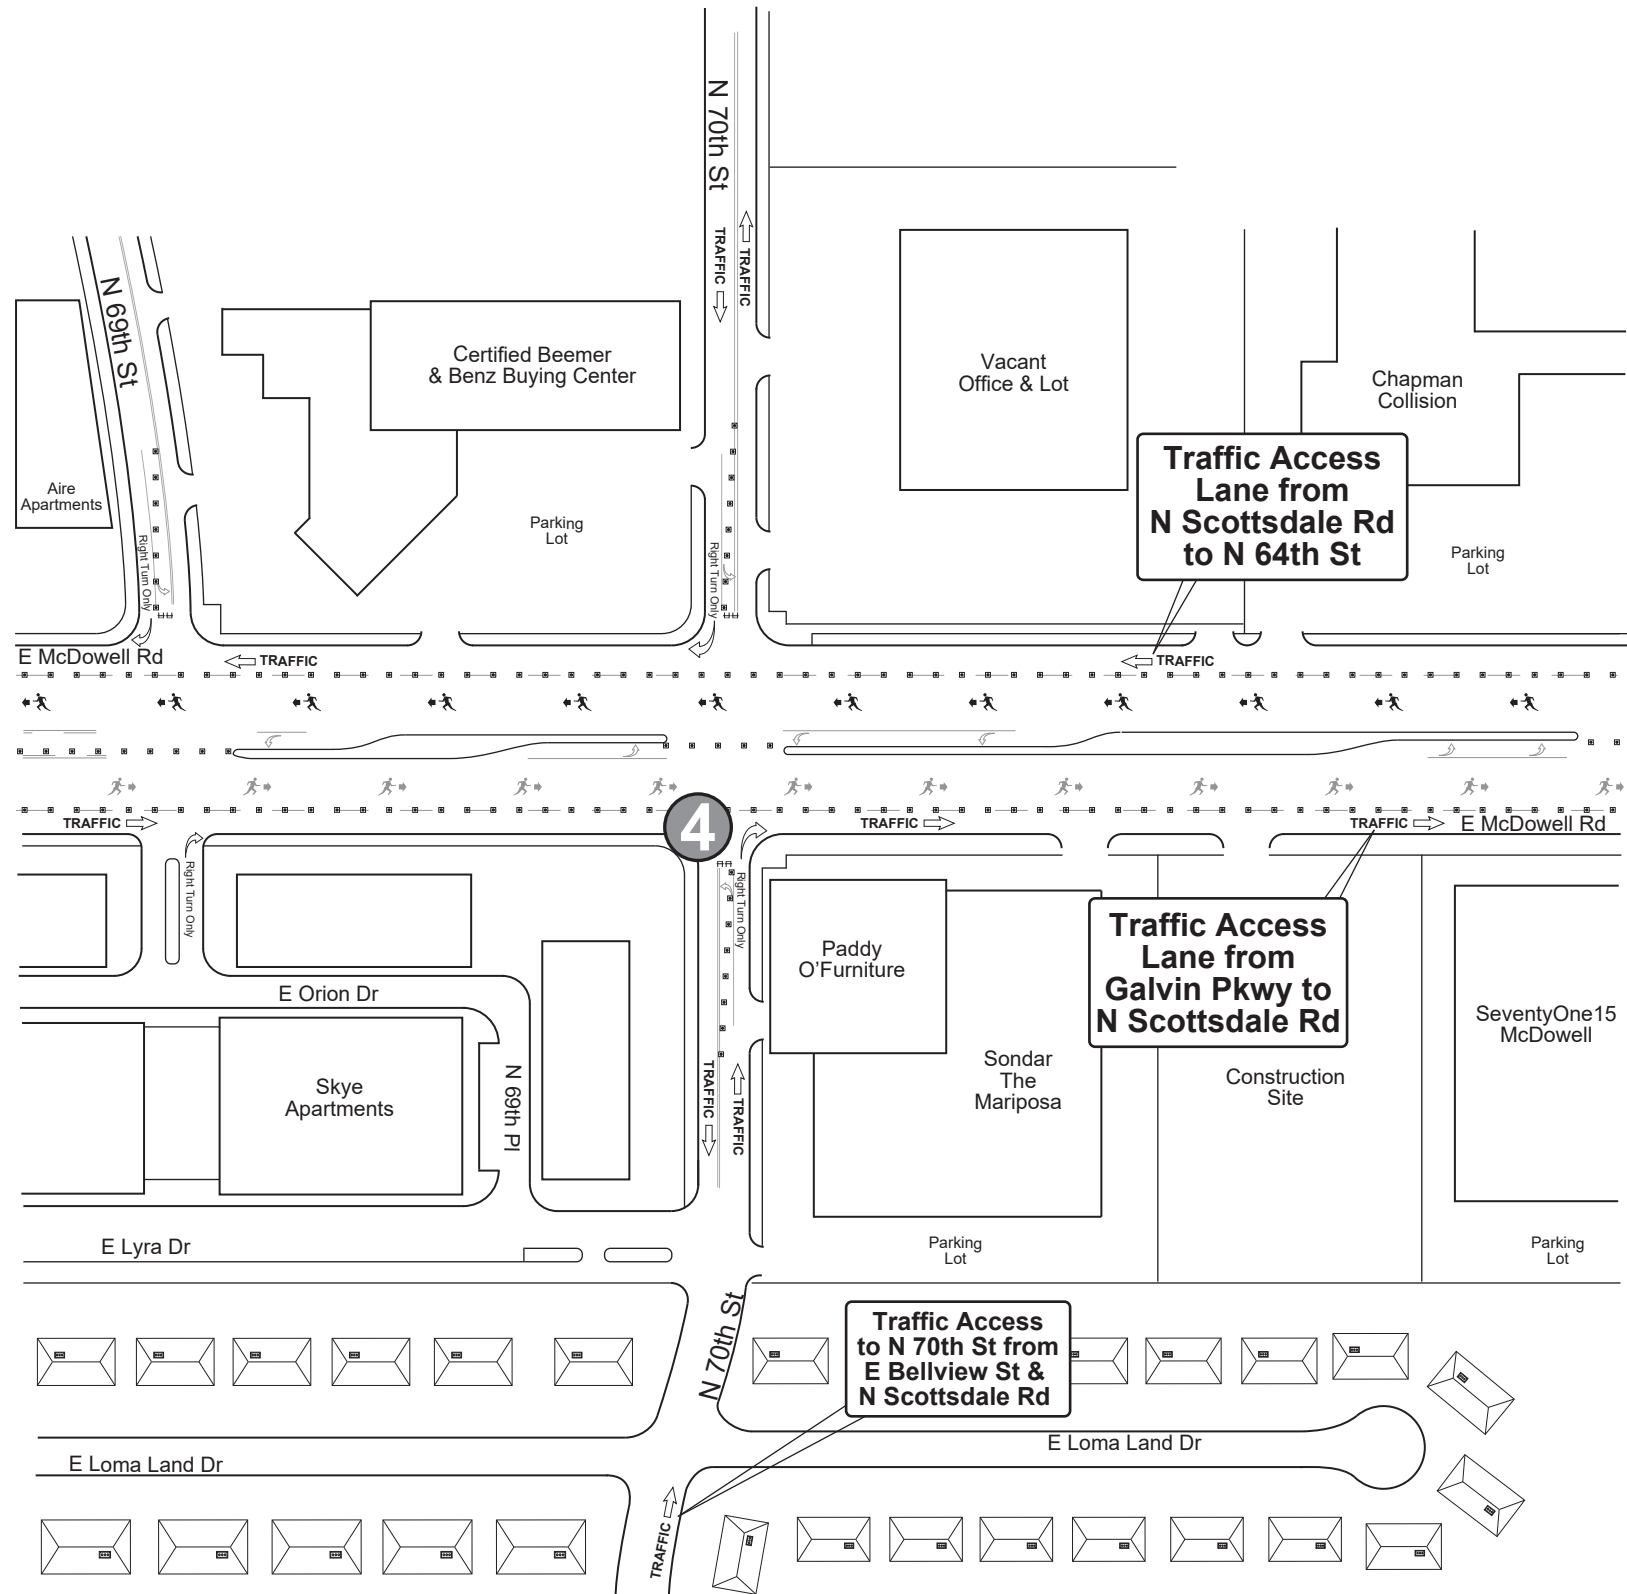 N 70th St
TRAFFIC
TRAFFIC
N 69th St
Certified Beemer
& Benz Buying Center
Vacant
Office & Lot
Chapman
Collision
Aire
Apartments
Parking
Lot
Traffic Access
Lane from
N Scottsdale Rd
to N 64th St
Parking
Lot
Right Turn Only
Right Turn Only
E McDowell Rd
TRAFFIC
TRAFFIC
4
TRAFFIC
TRAFFIC
TRAFFIC
E McDowell Rd
Right Turn Only
Right Turn Only
Paddy
O'Furniture
Traffic Access
Lane from
Galvin Pkwy to
N Scottsdale Rd
E Orion Dr
SeventyOne15
McDowell
Skye
Apartments
N 69th Pl
TRAFFIC
TRAFFIC
Sondar
The
Mariposa
Construction
Site
E Lyra Dr
Parking
Lot
Parking
Lot
N 70th St
Traffic Access
to N 70th St from
E Bellview St &
N Scottsdale Rd
E Loma Land Dr
E Loma Land Dr
TRAFFIC